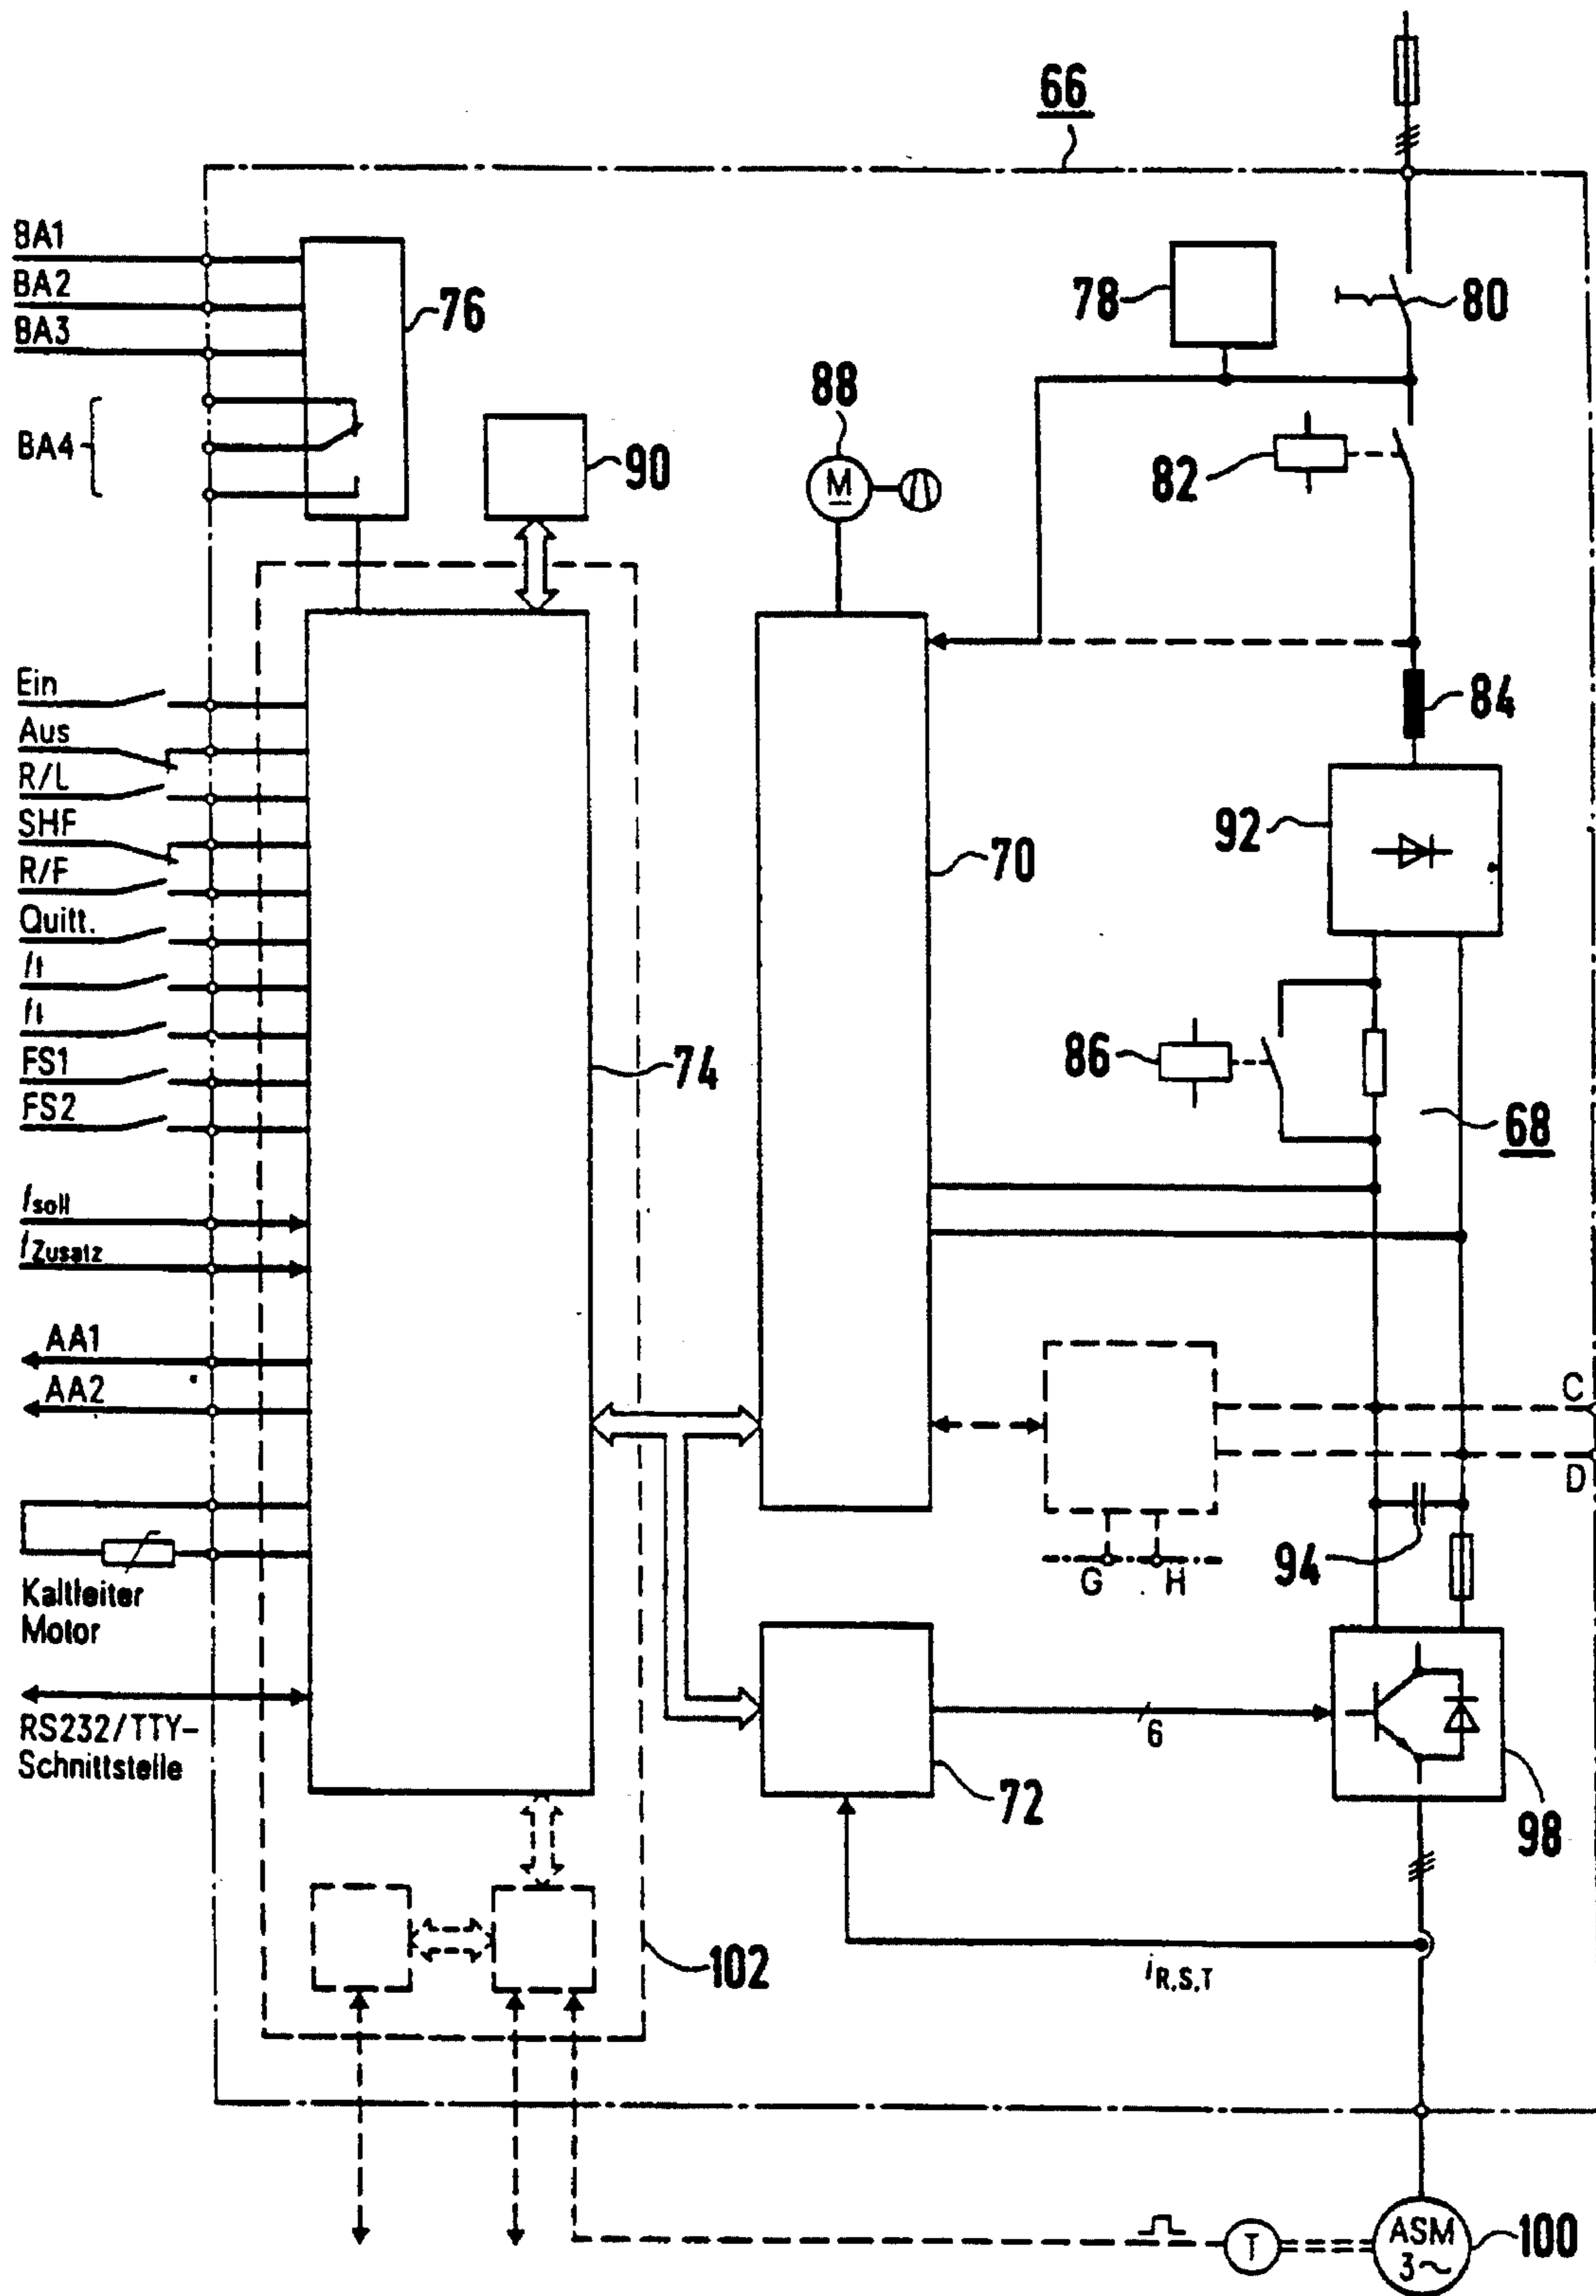 66
BA1
BA2
BA3
BA4
76
78
80
88
M
90
82
Ein
Aus
R/L
SHF
R/F
Quitt.
FS1
FS2
84
92
70
86
74
68
fsoll
fZusatz
AA1
AA2
C
D
G
H
94
Kaltleiter
Motor
RS232/TTY-
Schnittstelle
6
72
98
102
iR,S,T
T
ASM
3~
100